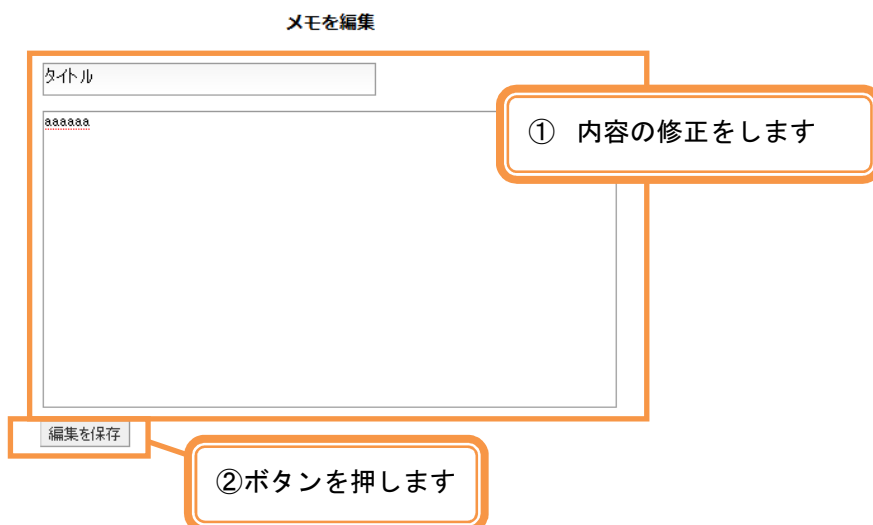 メモを編集
タイトル
aaaaaa
① 内容の修正をします
編集を保存
②ボタンを押します